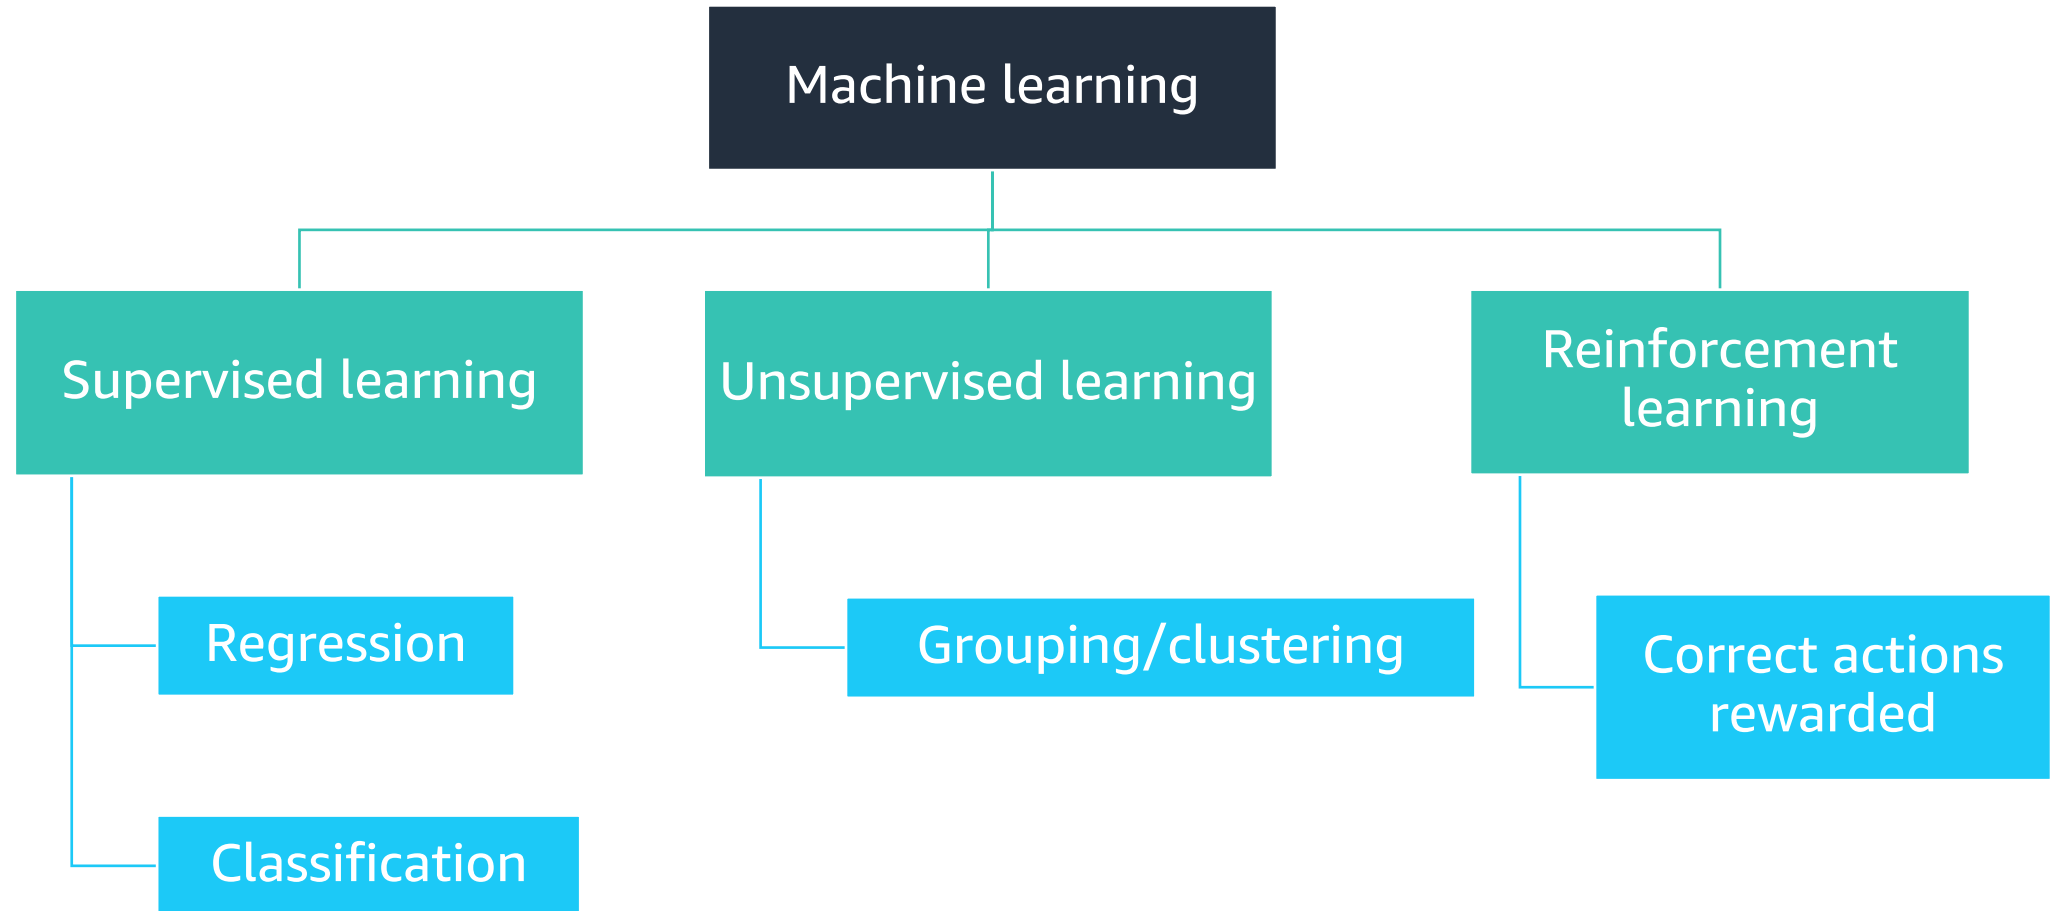 Machine learning
Supervised learning
Unsupervised learning
Reinforcement
learning
Regression
Classification
Grouping/clustering
Correct actions
rewarded